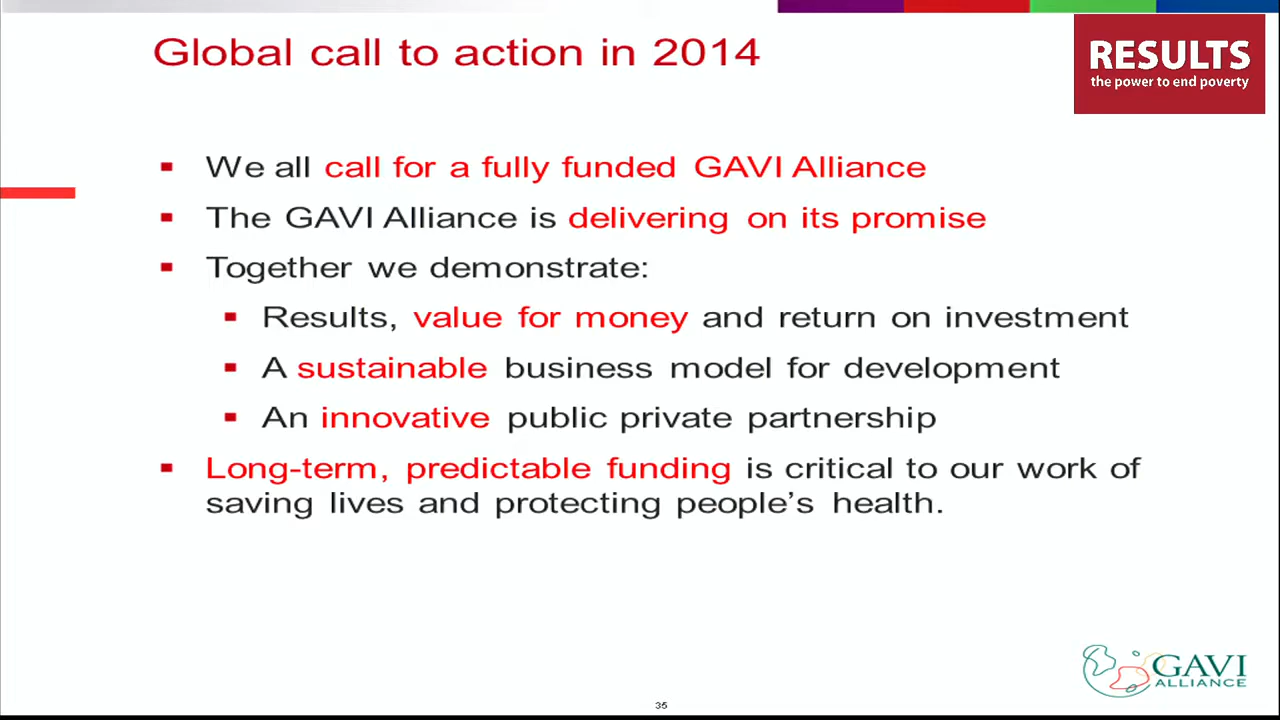 Global call to action in 2014
RESULTS
the power to end poverty
We all call for a fully funded GAVI Alliance
The GAVI Alliance is delivering on its promise
Together we demonstrate:
Results, value for money and return on investment
A sustainable business model for development
An innovative public private partnership
Long-term, predictable funding is critical to our work of
saving lives and protecting people’s health.
GAVI
ALLIANCE
35